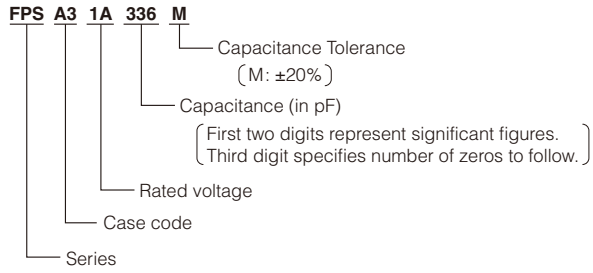 FPS A3 1A 336 M
Capacitance Tolerance
(M: ±20%)
Capacitance (in pF)
(First two digits represent significant figures.
Third digit specifies number of zeros to follow.)
Rated voltage
Case code
Series